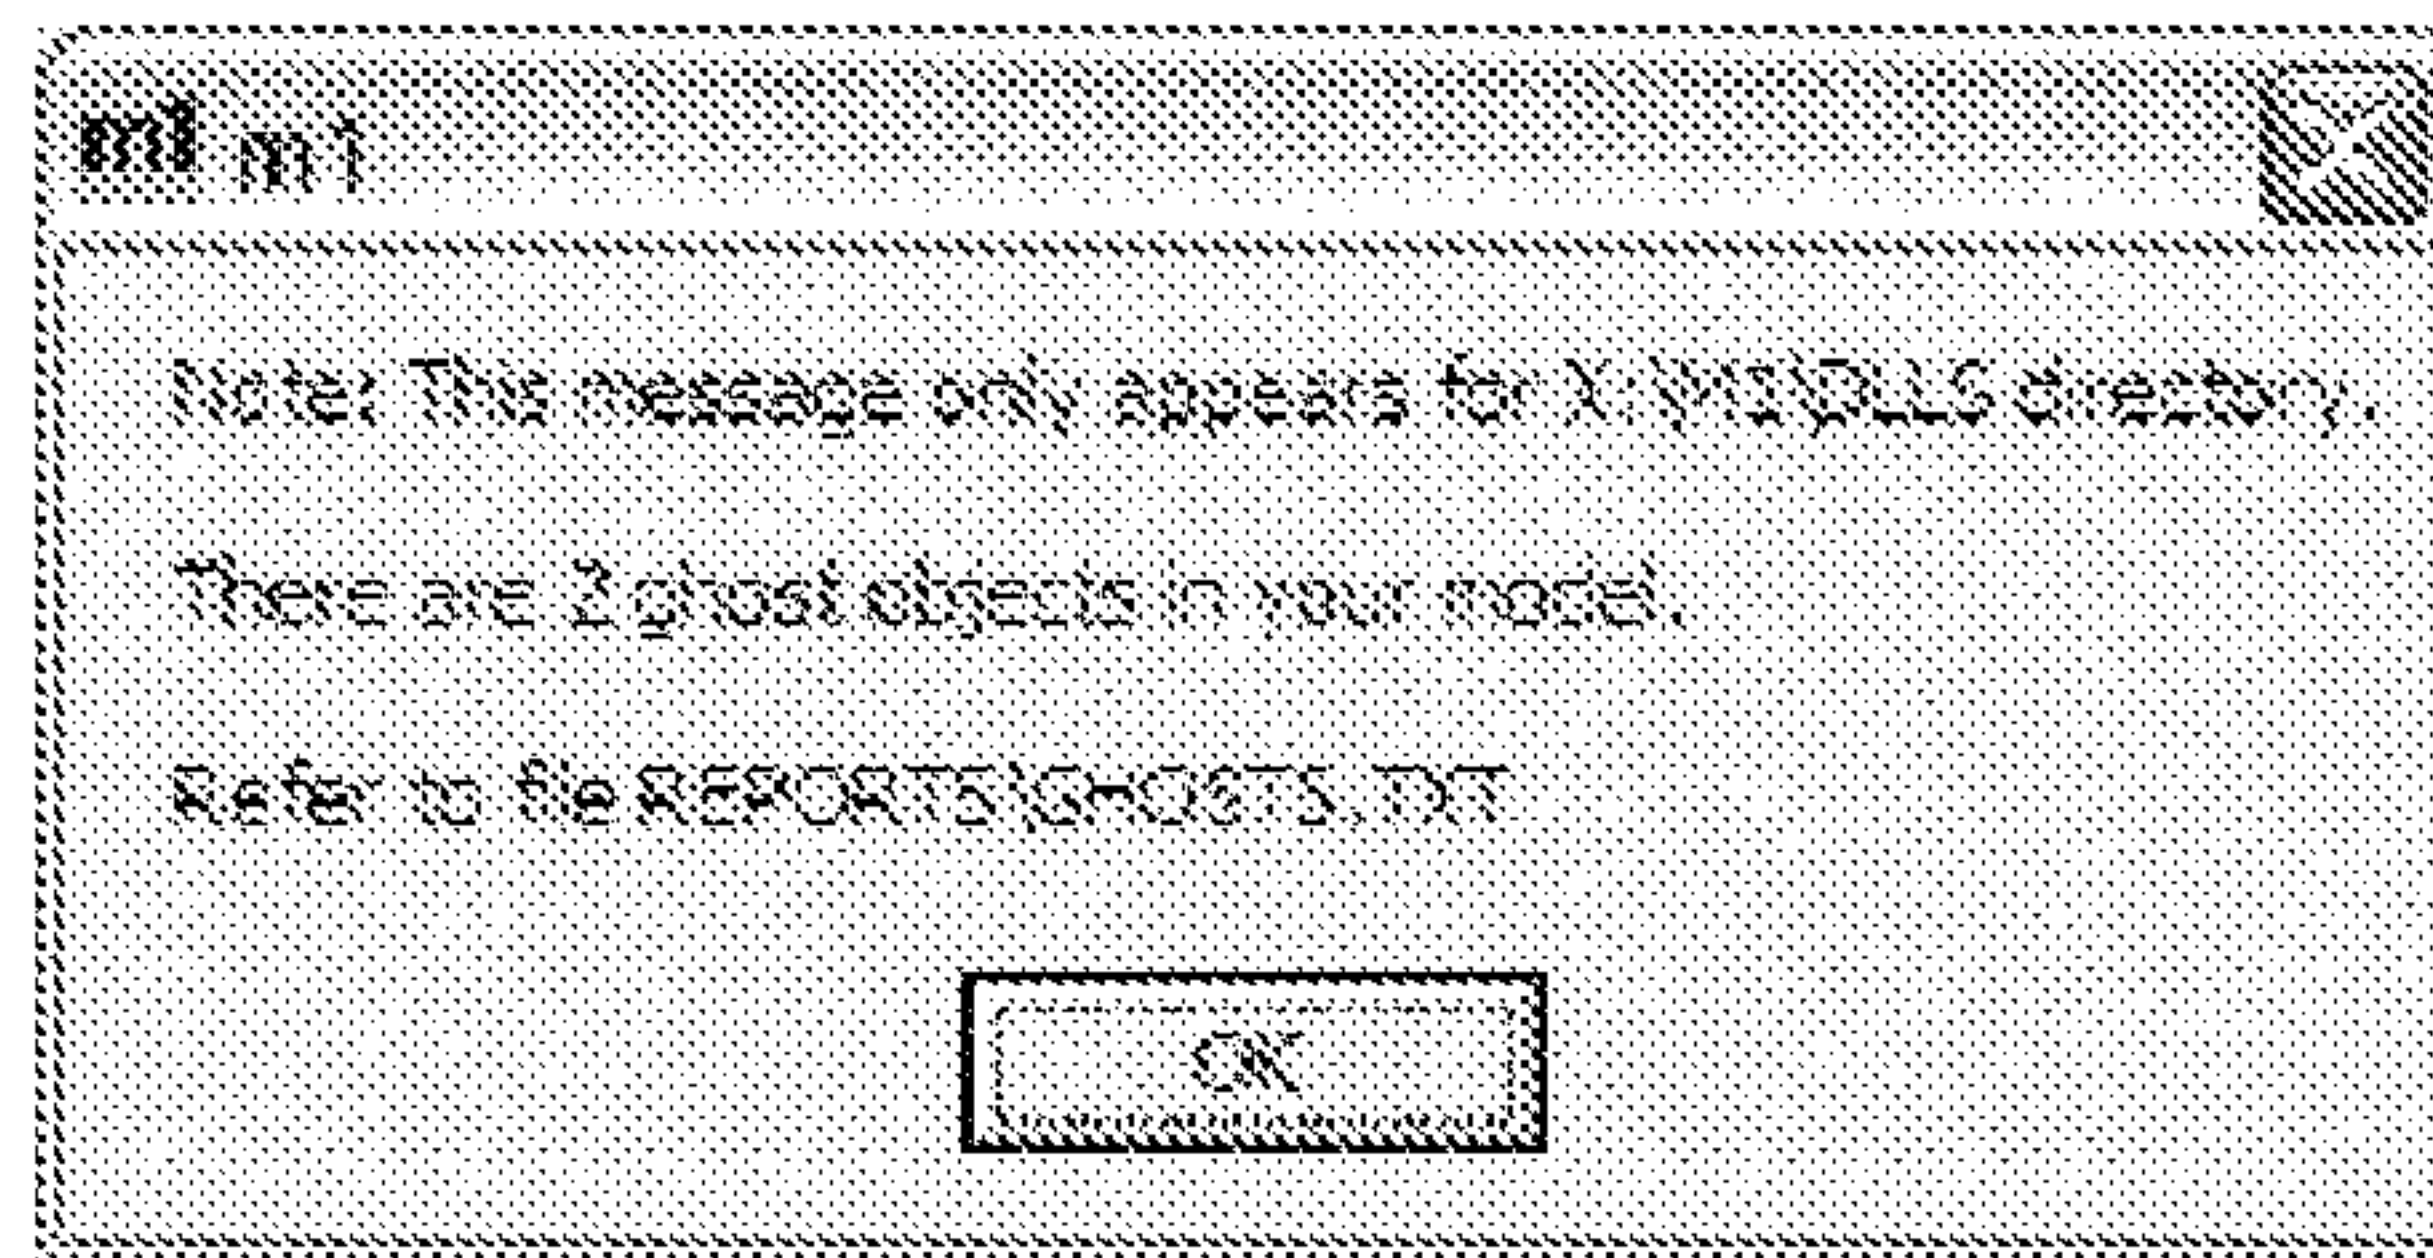 m1 m1
Note: This message only appears for directory.
There are 2 ghost objects in your model.
Refer to file REPORTS\GHOSTS.TXT
OK